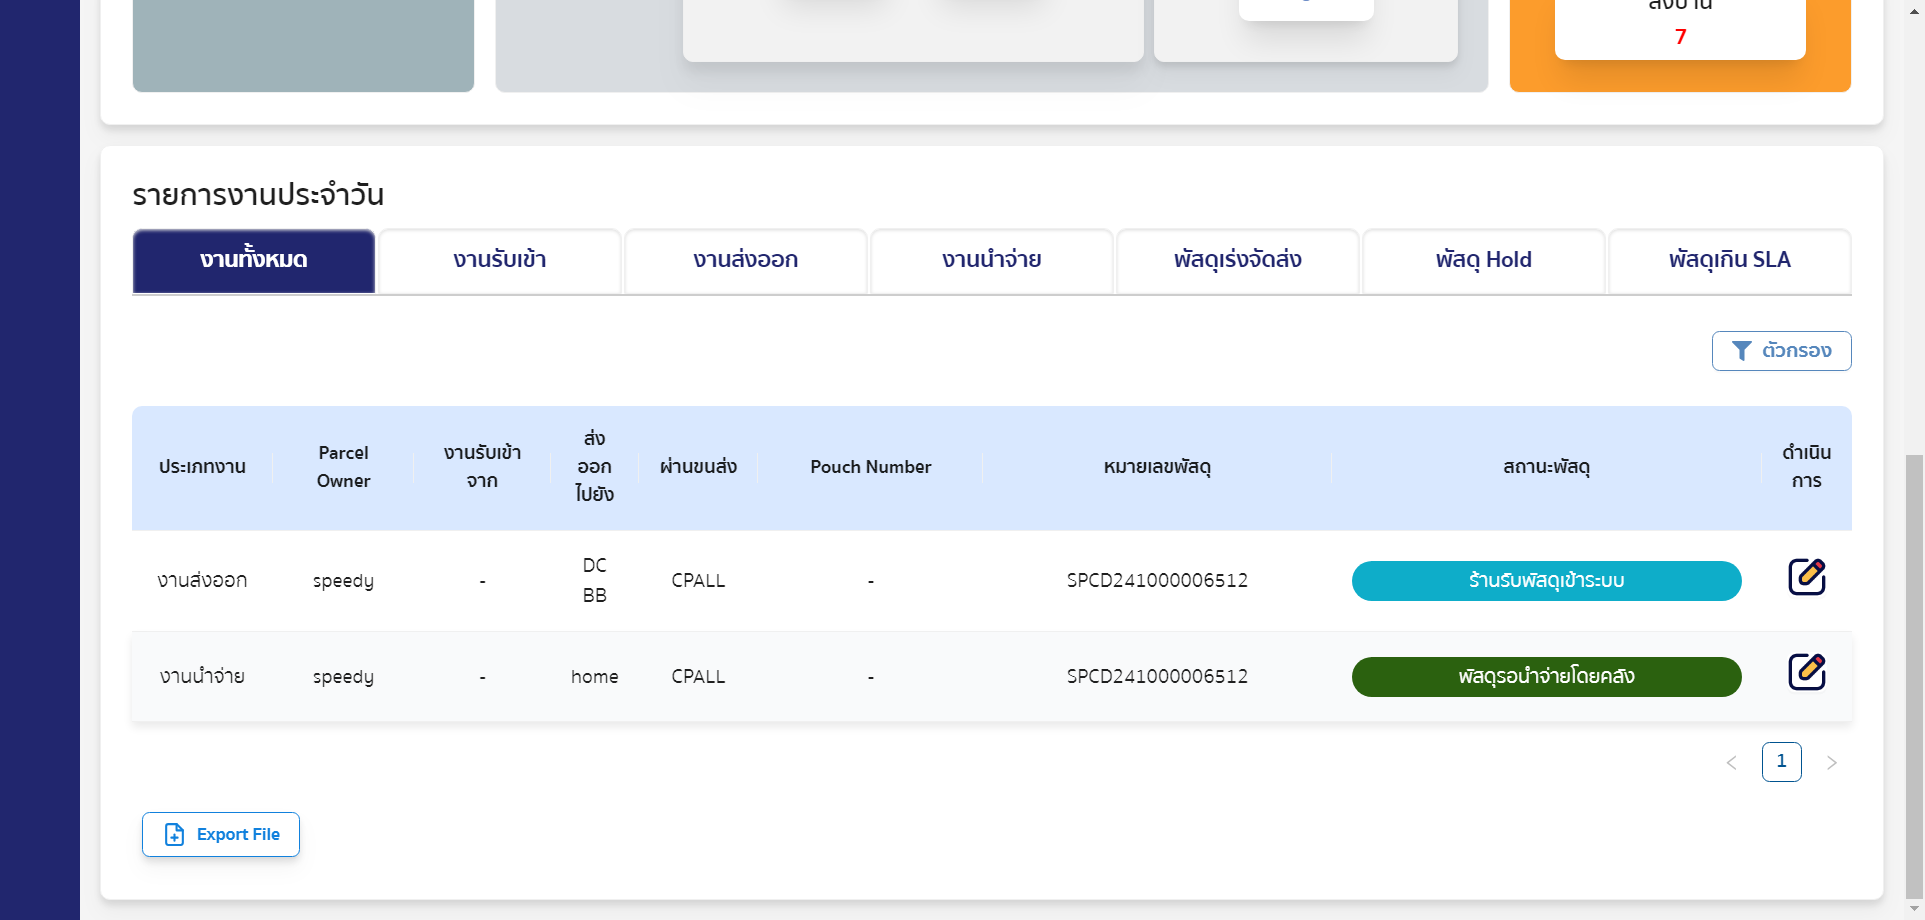 ส่งบ้าน
7
รายการงานประจำวัน
งานทั้งหมด
งานรับเข้า
งานส่งออก
งานนำจ่าย
พัสดุเร่งจัดส่ง
พัสดุ Hold
พัสดุเกิน SLA
ตัวกรอง
ประเภทงาน
Parcel
Owner
งานรับเข้า
จาก
ส่ง
ออก
ไปยัง
ผ่านขนส่ง
Pouch Number
หมายเลขพัสดุ
สถานะพัสดุ
ดำเนิน
การ
งานส่งออก
speedy
-
DC
BB
CPALL
-
SPCD241000006512
ร้านรับพัสดุเข้าระบบ
งานนำจ่าย
speedy
-
home
CPALL
-
SPCD241000006512
พัสดุรอนำจ่ายโดยคลัง
1
Export File